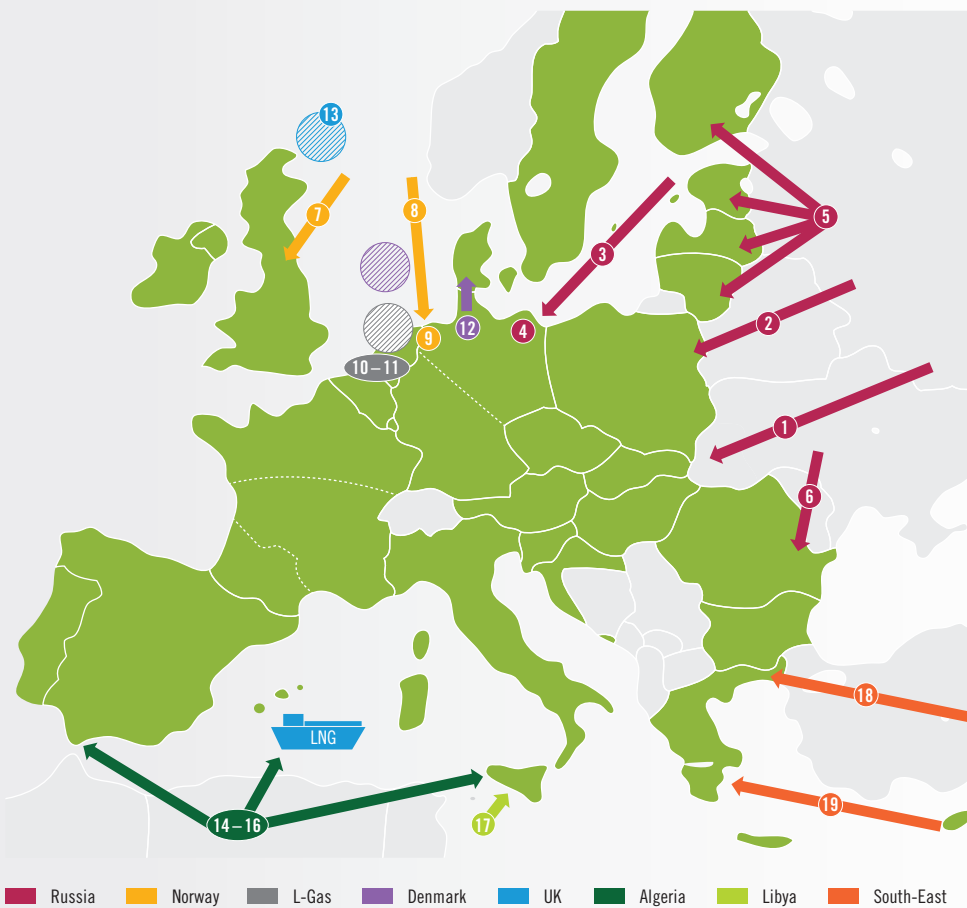 13
7
8
5
3
2
12
4
9
10–11
1
6
18
LNG
19
14–16
17
Russia
Norway
L-Gas
Denmark
UK
Algeria
Libya
South-East